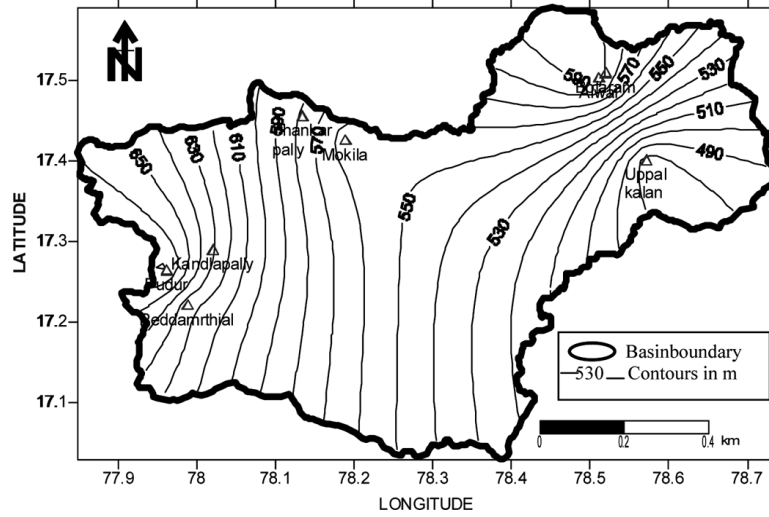 N
LATITUDE
17.5
17.4
17.3
17.2
17.1
650
630
610
590
570
550
530
590
570
550
530
510
490
Bolaram
Alwal
Shankar
pally
Mokila
Uppal
kalan
Kandlapally
Pudur
Beddamrthial
Basinboundary
530 Contours in m
0 0.2 0.4
km
77.9 78 78.1 78.2 78.3 78.4 78.5 78.6 78.7
LONGITUDE